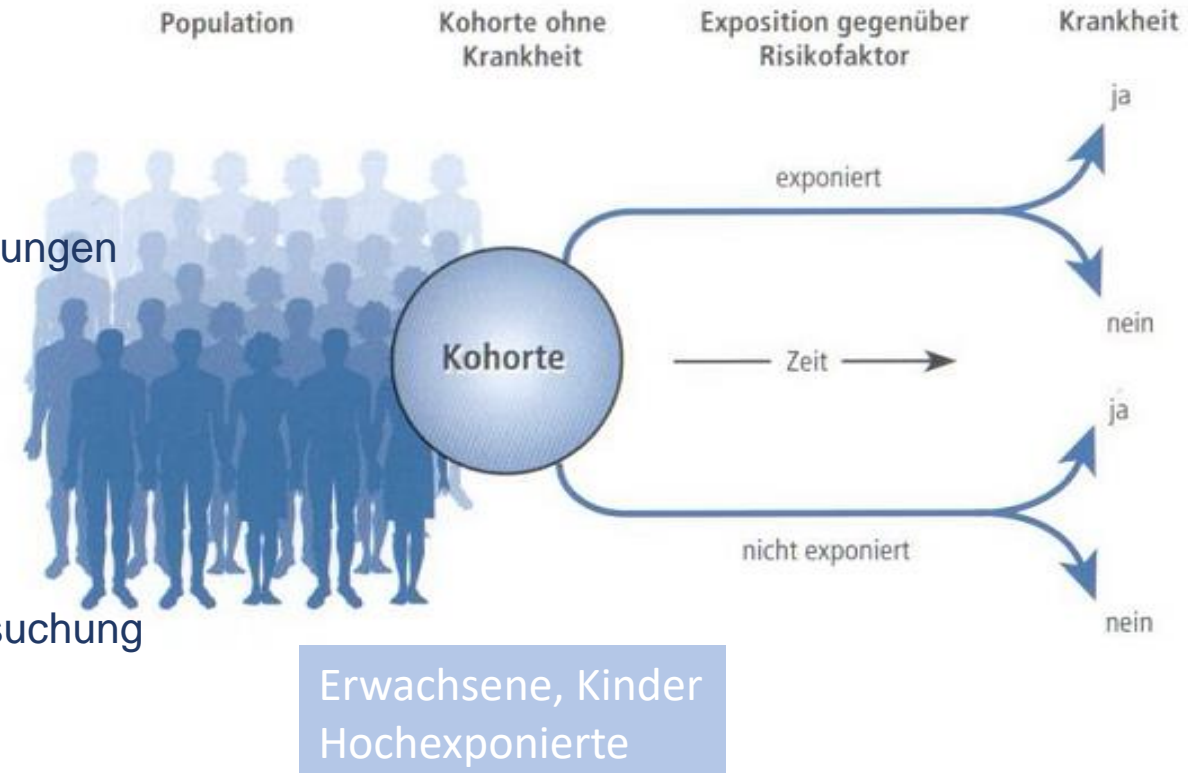 Population
Kohorte ohne
Krankheit
Exposition gegenüber
Risikofaktor
Krankheit
ja
exponiert
ungen
nein
Kohorte
Zeit
ja
nicht exponiert
suchung
nein
Erwachsene, Kinder
Hochexponierte